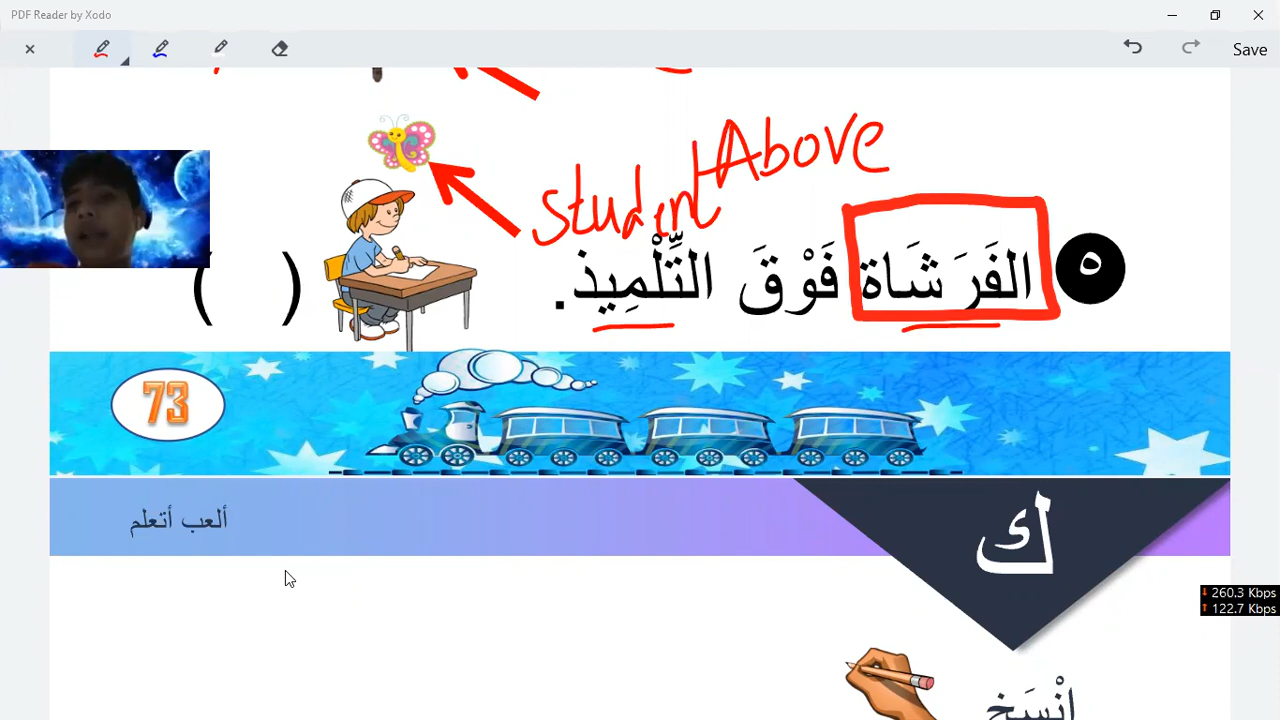 PDF Reader by Xodo
Save
Above
student
٥ الفَرَ شَاة فَوْقَ التِّلْمِيذ. ( )
73
ك
ألعب أتعلم
260.3 Kbps
122.7 Kbps
اِنْسَخ